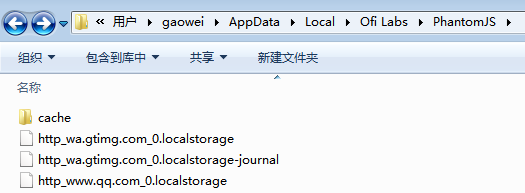 « 用户 ▸ gaowei ▸ AppData ▸ Local ▸ Ofi Labs ▸ PhantomJS ▸
组织 ▾ 包含到库中 ▾ 共享 ▾ 新建文件夹
名称
cache
http_wa.gtimg.com_0.localstorage
http_wa.gtimg.com_0.localstorage-journal
http_www.qq.com_0.localstorage